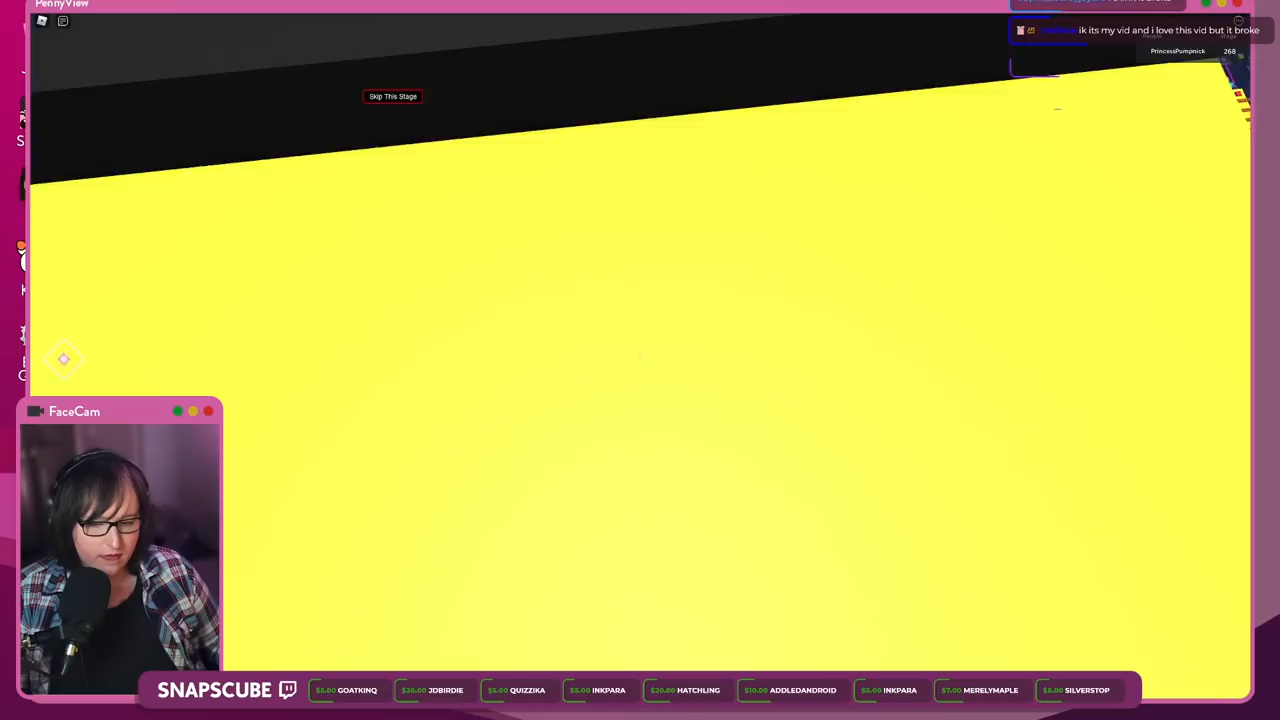 PennyView
ik its my vid and i love this vid but it broke
People Stage
PrincessPumpnick 268
Skip This Stage
FaceCam
SNAPSCUBE
$5.00 GOATKINQ
$20.00 JDBIRDIE
$5.00 QUIZZIKA
$5.00 INKPARA
$20.00 HATCHLING
$10.00 ADDLEDANDROID
$5.00 INKPARA
$7.00 MERELYMAPLE
$5.00 SILVERSTOP